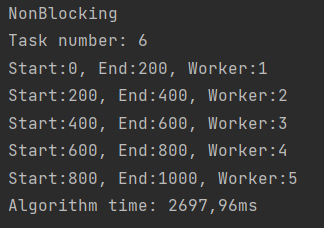 NonBlocking
Task number: 6
Start:0, End:200, Worker:1
Start:200, End:400, Worker:2
Start:400, End:600, Worker:3
Start:600, End:800, Worker:4
Start:800, End:1000, Worker:5
Algorithm time: 2697,96ms